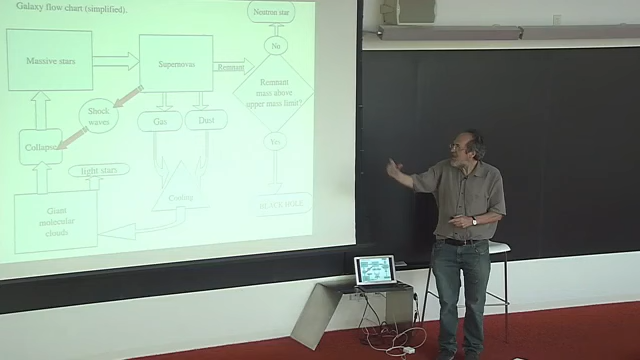 Galaxy flow chart (simplified).
Neutron star
Massive stars
Supernovas
Remnant
No
Remnant
mass above
upper mass limit?
Shock
waves
Gas
Dust
Collapse
Yes
light stars
Cooling
Giant
molecular
clouds
BLACK HOLE